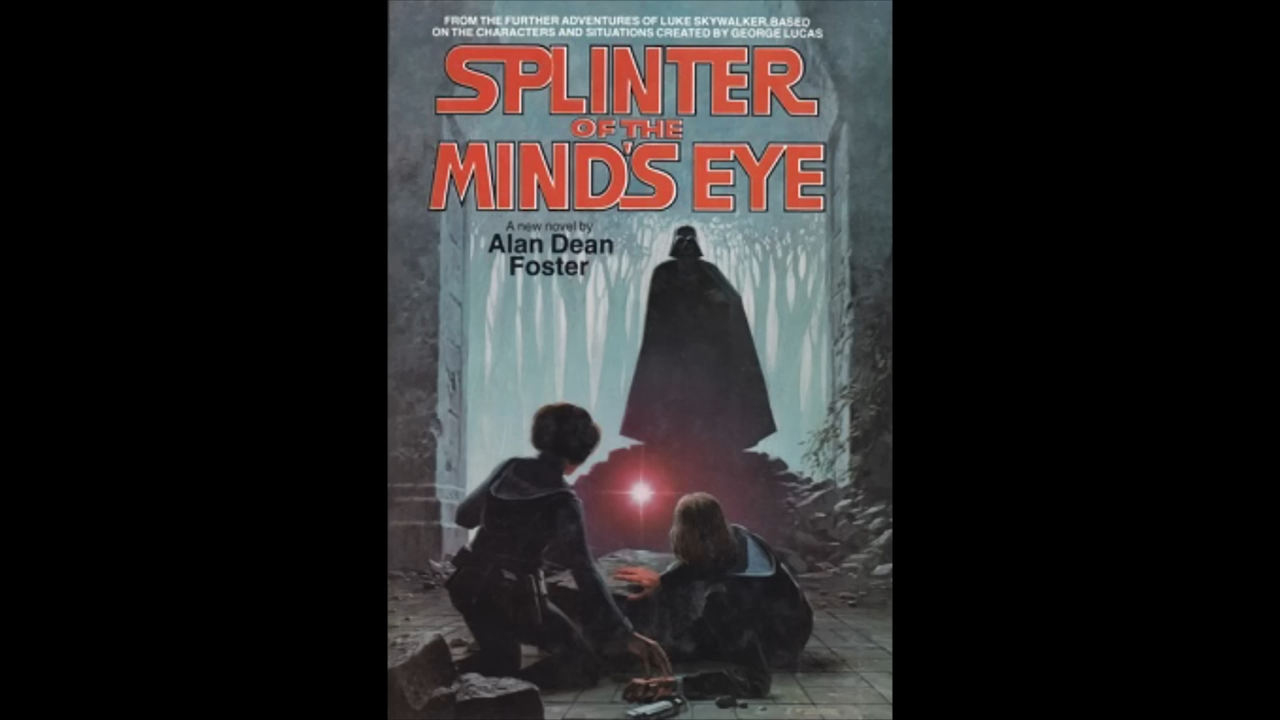 FROM THE FURTHER ADVENTURES OF LUKE SKYWALKER, BASED
ON THE CHARACTERS AND SITUATIONS CREATED BY GEORGE LUCAS
SPLINTER
OF THE
MIND'S EYE
A new novel by
Alan Dean
Foster